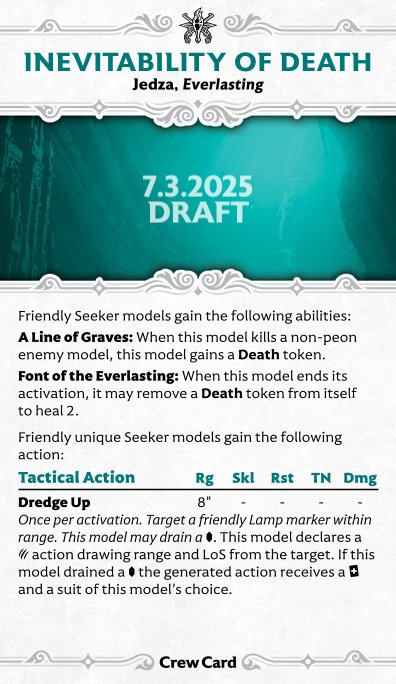 INEVITABILITY OF DEATH
Jedza, Everlasting
7.3.2025
DRAFT
Friendly Seeker models gain the following abilities:
A Line of Graves: When this model kills a non-peon
enemy model, this model gains a Death token.
Font of the Everlasting: When this model ends its
activation, it may remove a Death token from itself
to heal 2.
Friendly unique Seeker models gain the following
action:
Tactical Action Rg Skl Rst TN Dmg
Dredge Up 8" - - - -
Once per activation. Target a friendly Lamp marker within
range. This model may drain a . This model declares a
action drawing range and LoS from the target. If this
model drained a the generated action receives a
and a suit of this model's choice.
Crew Card